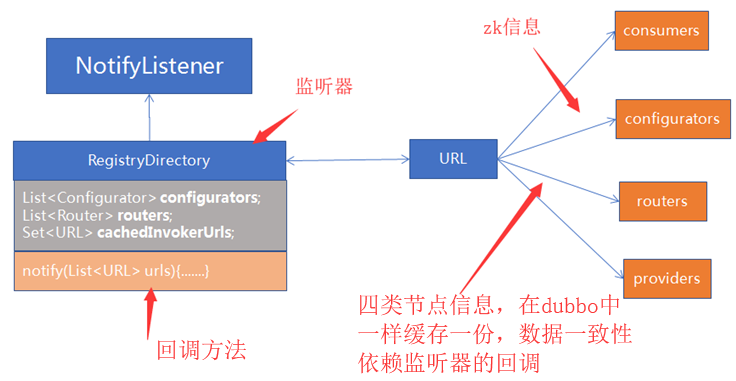 NotifyListener
监听器
RegistryDirectory
List<Configurator> configurators;
List<Router> routers;
Set<URL> cachedInvokerUrls;
notify(List<URL> urls){.......}
回调方法
URL
zk信息
consumers
configurators
routers
providers
四类节点信息，在dubbo中
一样缓存一份，数据一致性
依赖监听器的回调